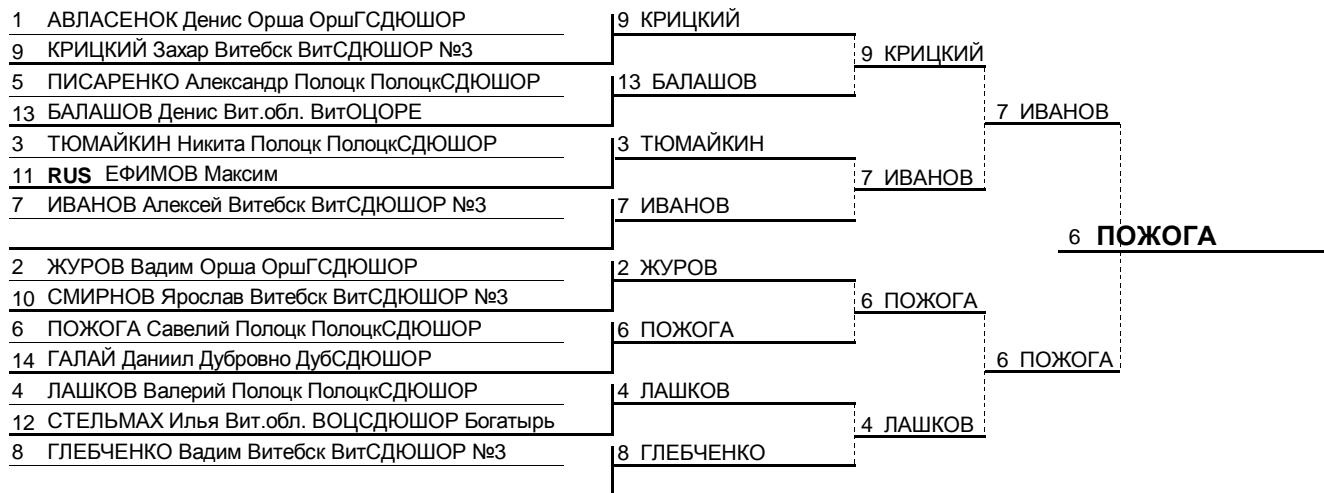 1 АВЛАСЕНОК Денис Орша ОршГСДЮШОР
9 КРИЦКИЙ
9 КРИЦКИЙ Захар Витебск ВитСДЮШОР №3
9 КРИЦКИЙ
5 ПИСАРЕНКО Александр Полоцк ПолоцкСДЮШОР
13 БАЛАШОВ
13 БАЛАШОВ Денис Вит.обл. ВитОЦОРЕ
7 ИВАНОВ
3 ТЮМАЙКИН Никита Полоцк ПолоцкСДЮШОР
3 ТЮМАЙКИН
11 RUS ЕФИМОВ Максим
7 ИВАНОВ
7 ИВАНОВ Алексей Витебск ВитСДЮШОР №3
7 ИВАНОВ
6 ПОЖОГА
2 ЖУРОВ Вадим Орша ОршГСДЮШОР
2 ЖУРОВ
10 СМИРНОВ Ярослав Витебск ВитСДЮШОР №3
6 ПОЖОГА
6 ПОЖОГА Савелий Полоцк ПолоцкСДЮШОР
6 ПОЖОГА
14 ГАЛАЙ Даниил Дубровно ДубСДЮШОР
6 ПОЖОГА
4 ЛАШКОВ Валерий Полоцк ПолоцкСДЮШОР
4 ЛАШКОВ
12 СТЕЛЬМАХ Илья Вит.обл. ВОЦСДЮШОР Богатырь
4 ЛАШКОВ
8 ГЛЕБЧЕНКО Вадим Витебск ВитСДЮШОР №3
8 ГЛЕБЧЕНКО